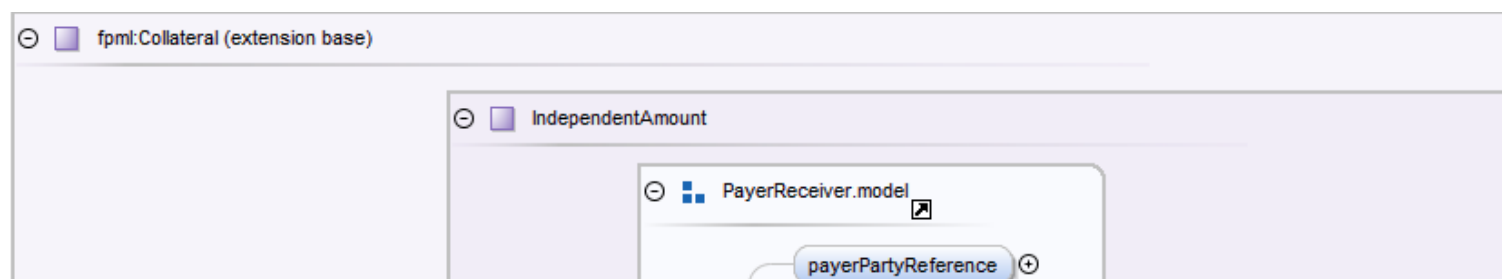 fpml:Collateral (extension base)
IndependentAmount
PayerReceiver.model
payerPartyReference